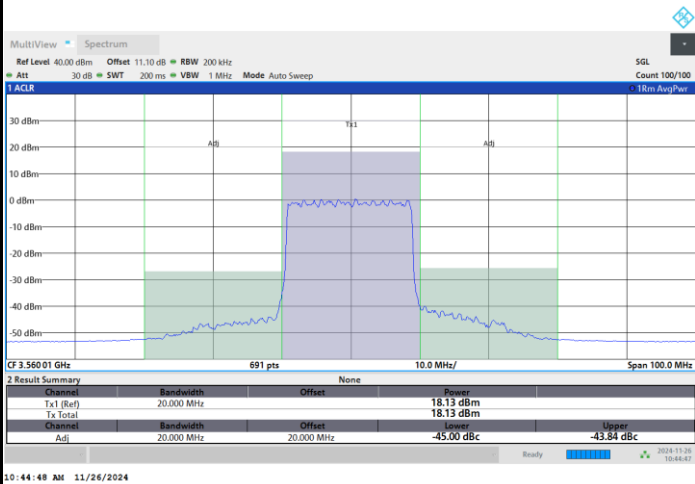 MultiView Spectrum
Ref Level 40.00 dBm Offset 11.10 dB RBW 200 kHz SGL
Att 30 dB SWT 200 ms VBW 1 MHz Mode Auto Sweep Count 100/100
1 ACLR 1Rm AvgPwr
30 dBm
Tx1
20 dBm
Adj Adj
10 dBm
0 dBm
-10 dBm
-20 dBm
-30 dBm
-40 dBm
-50 dBm
CF 3.56001 GHz 691 pts 10.0 MHz/ Span 100.0 MHz
2 Result Summary None
Channel Bandwidth Offset Power
Tx1 (Ref) 20.000 MHz 18.13 dBm
Tx Total 18.13 dBm
Channel Bandwidth Offset Lower Upper
Adj 20.000 MHz 20.000 MHz -45.00 dBc -43.84 dBc
Ready 2024-11-26
10:44:47
10:44:48 AM 11/26/2024